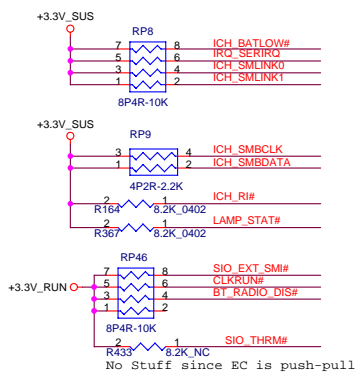 +3.3V_SUS
RP8
7 8 ICH_BATLOW#
5 6 IRQ_SERIRQ
3 4 ICH_SMLINK0
1 2 ICH_SMLINK1
8P4R-10K
+3.3V_SUS
RP9
3 4 ICH_SMBCLK
1 2 ICH_SMBDATA
4P2R-2.2K
2 1 ICH_RI#
R164 8.2K_0402
2 1 LAMP_STAT#
R367 8.2K_0402
RP46
7 8 SIO_EXT_SMI#
+3.3V_RUN 5 6 CLKRUN#
3 4 BT_RADIO_DIS#
1 2
8P4R-10K
2 1 SIO_THRM#
R433 8.2K_NC
No Stuff since EC is push-pull